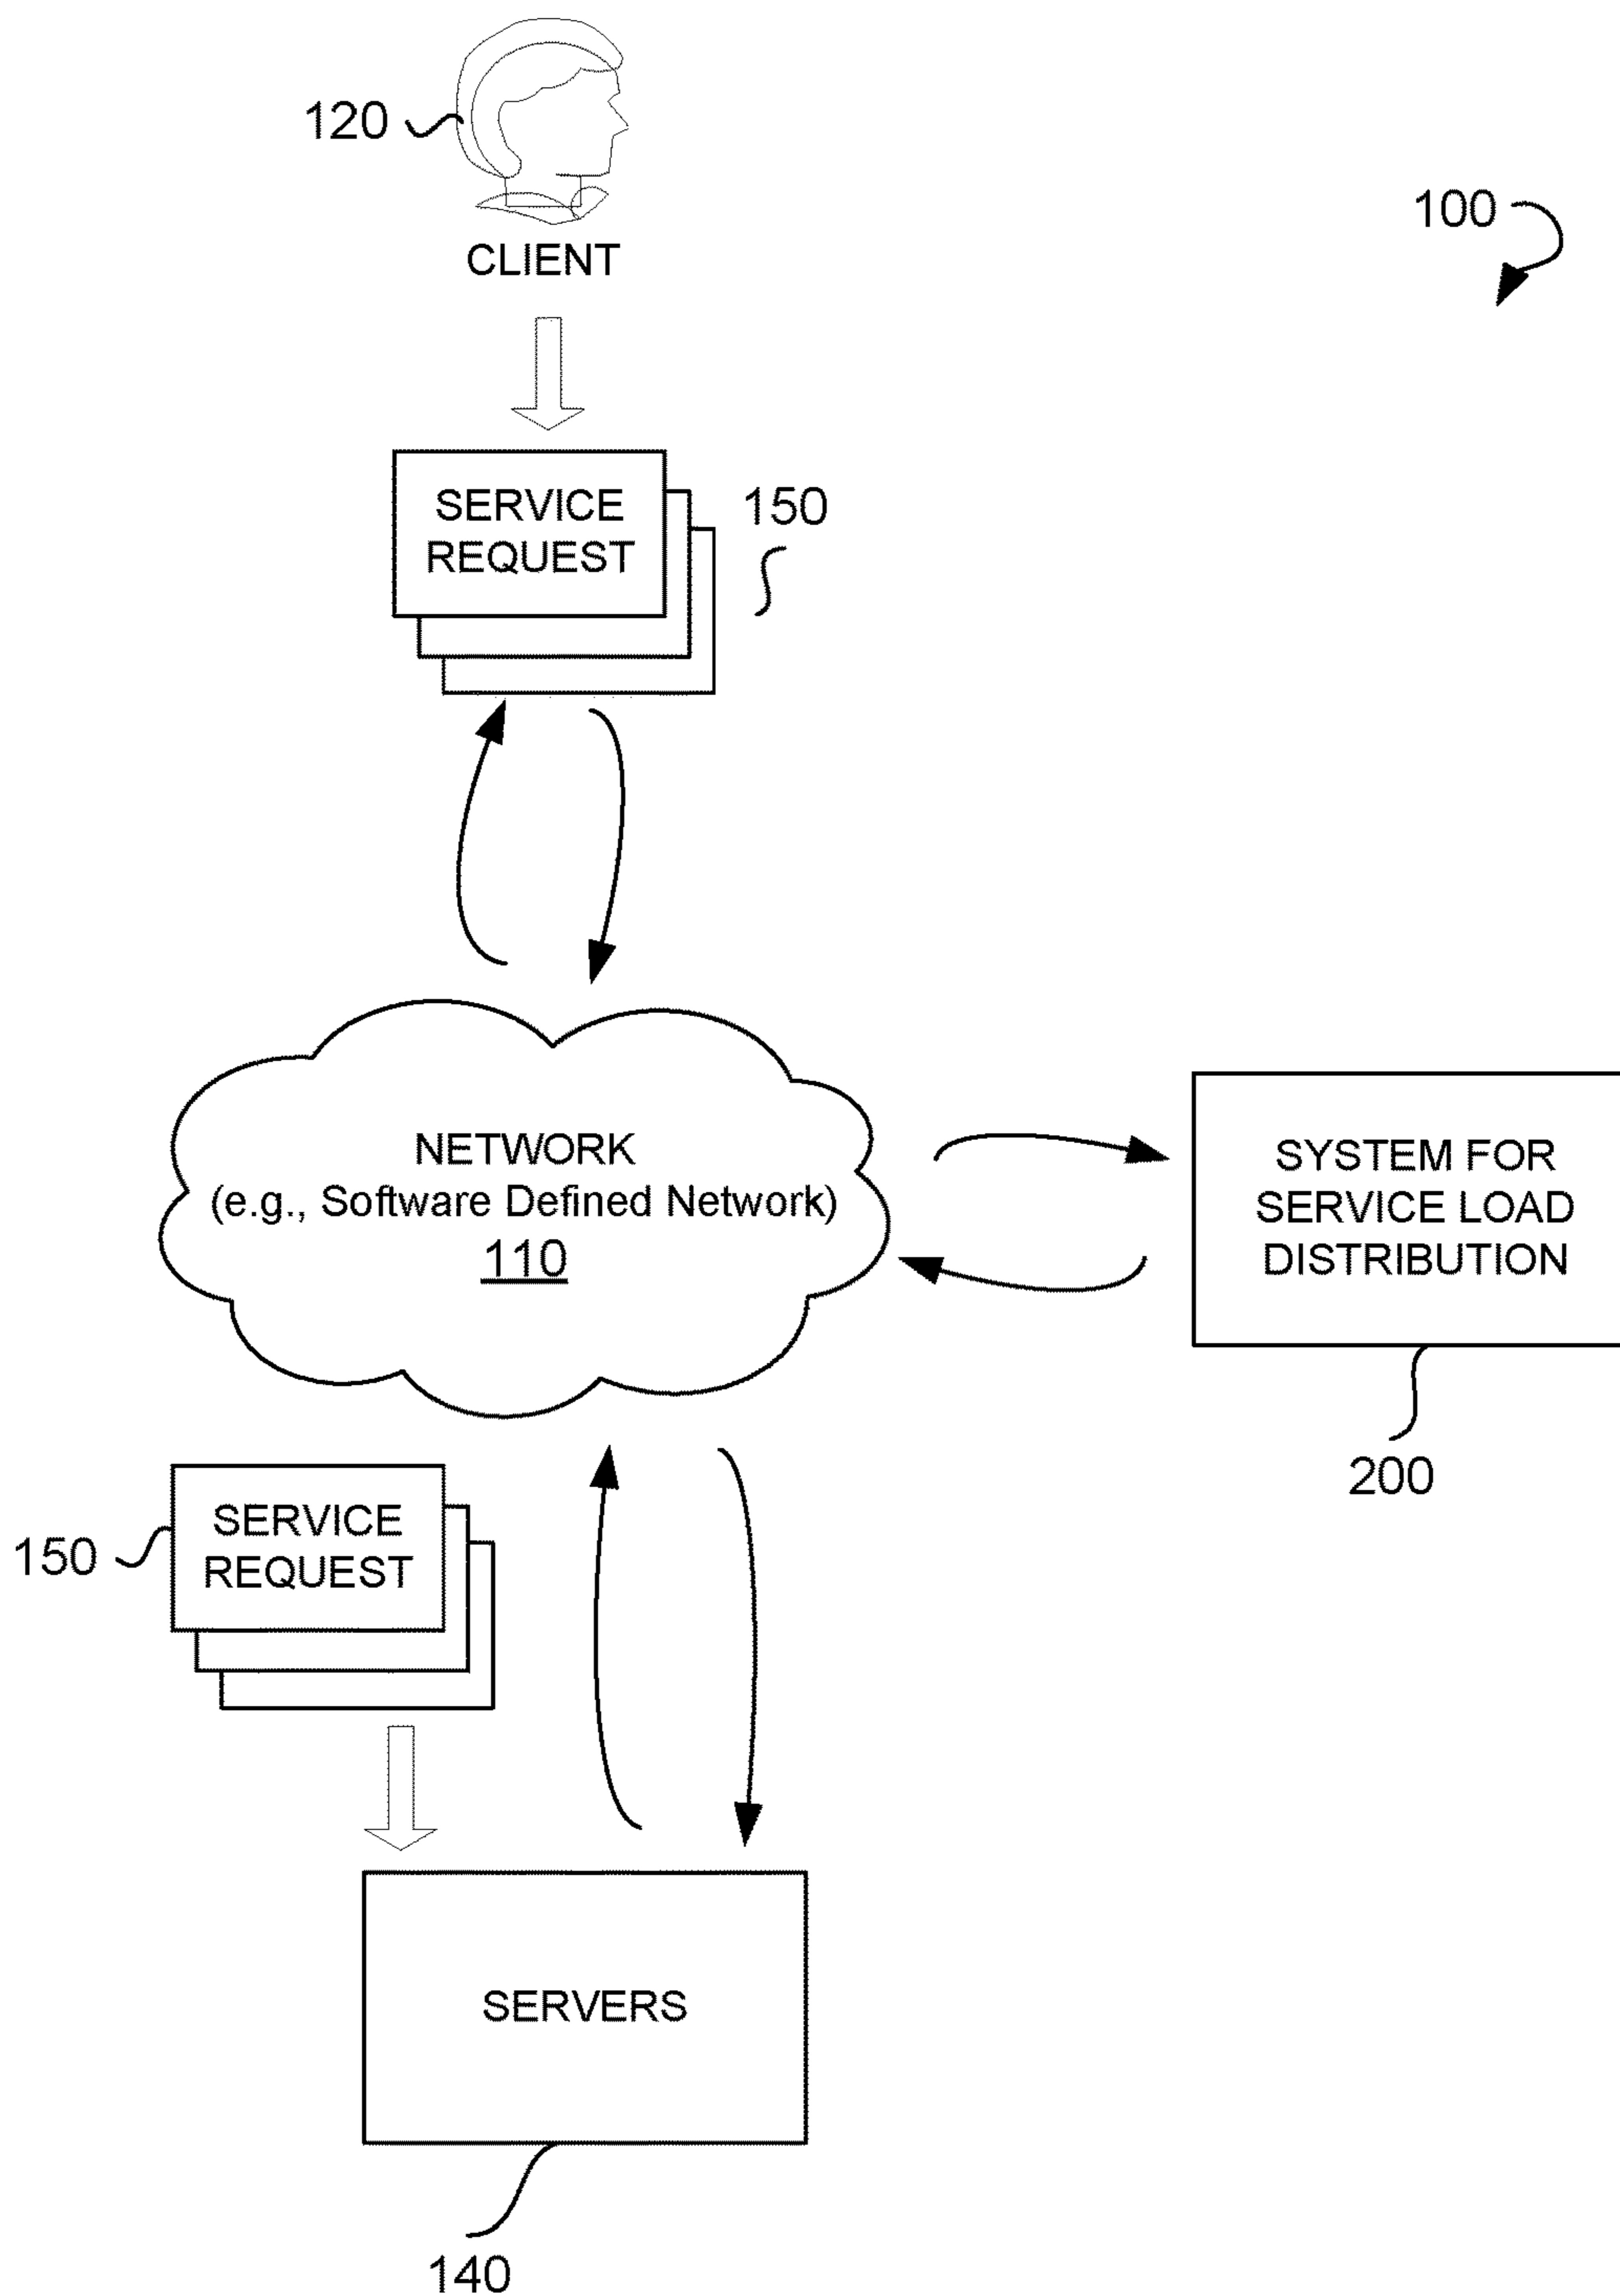 120
CLIENT
100
SERVICE
REQUEST
150
NETWORK
(e.g., Software Defined Network)
110
SYSTEM FOR
SERVICE LOAD
DISTRIBUTION
200
150
SERVICE
REQUEST
SERVERS
140